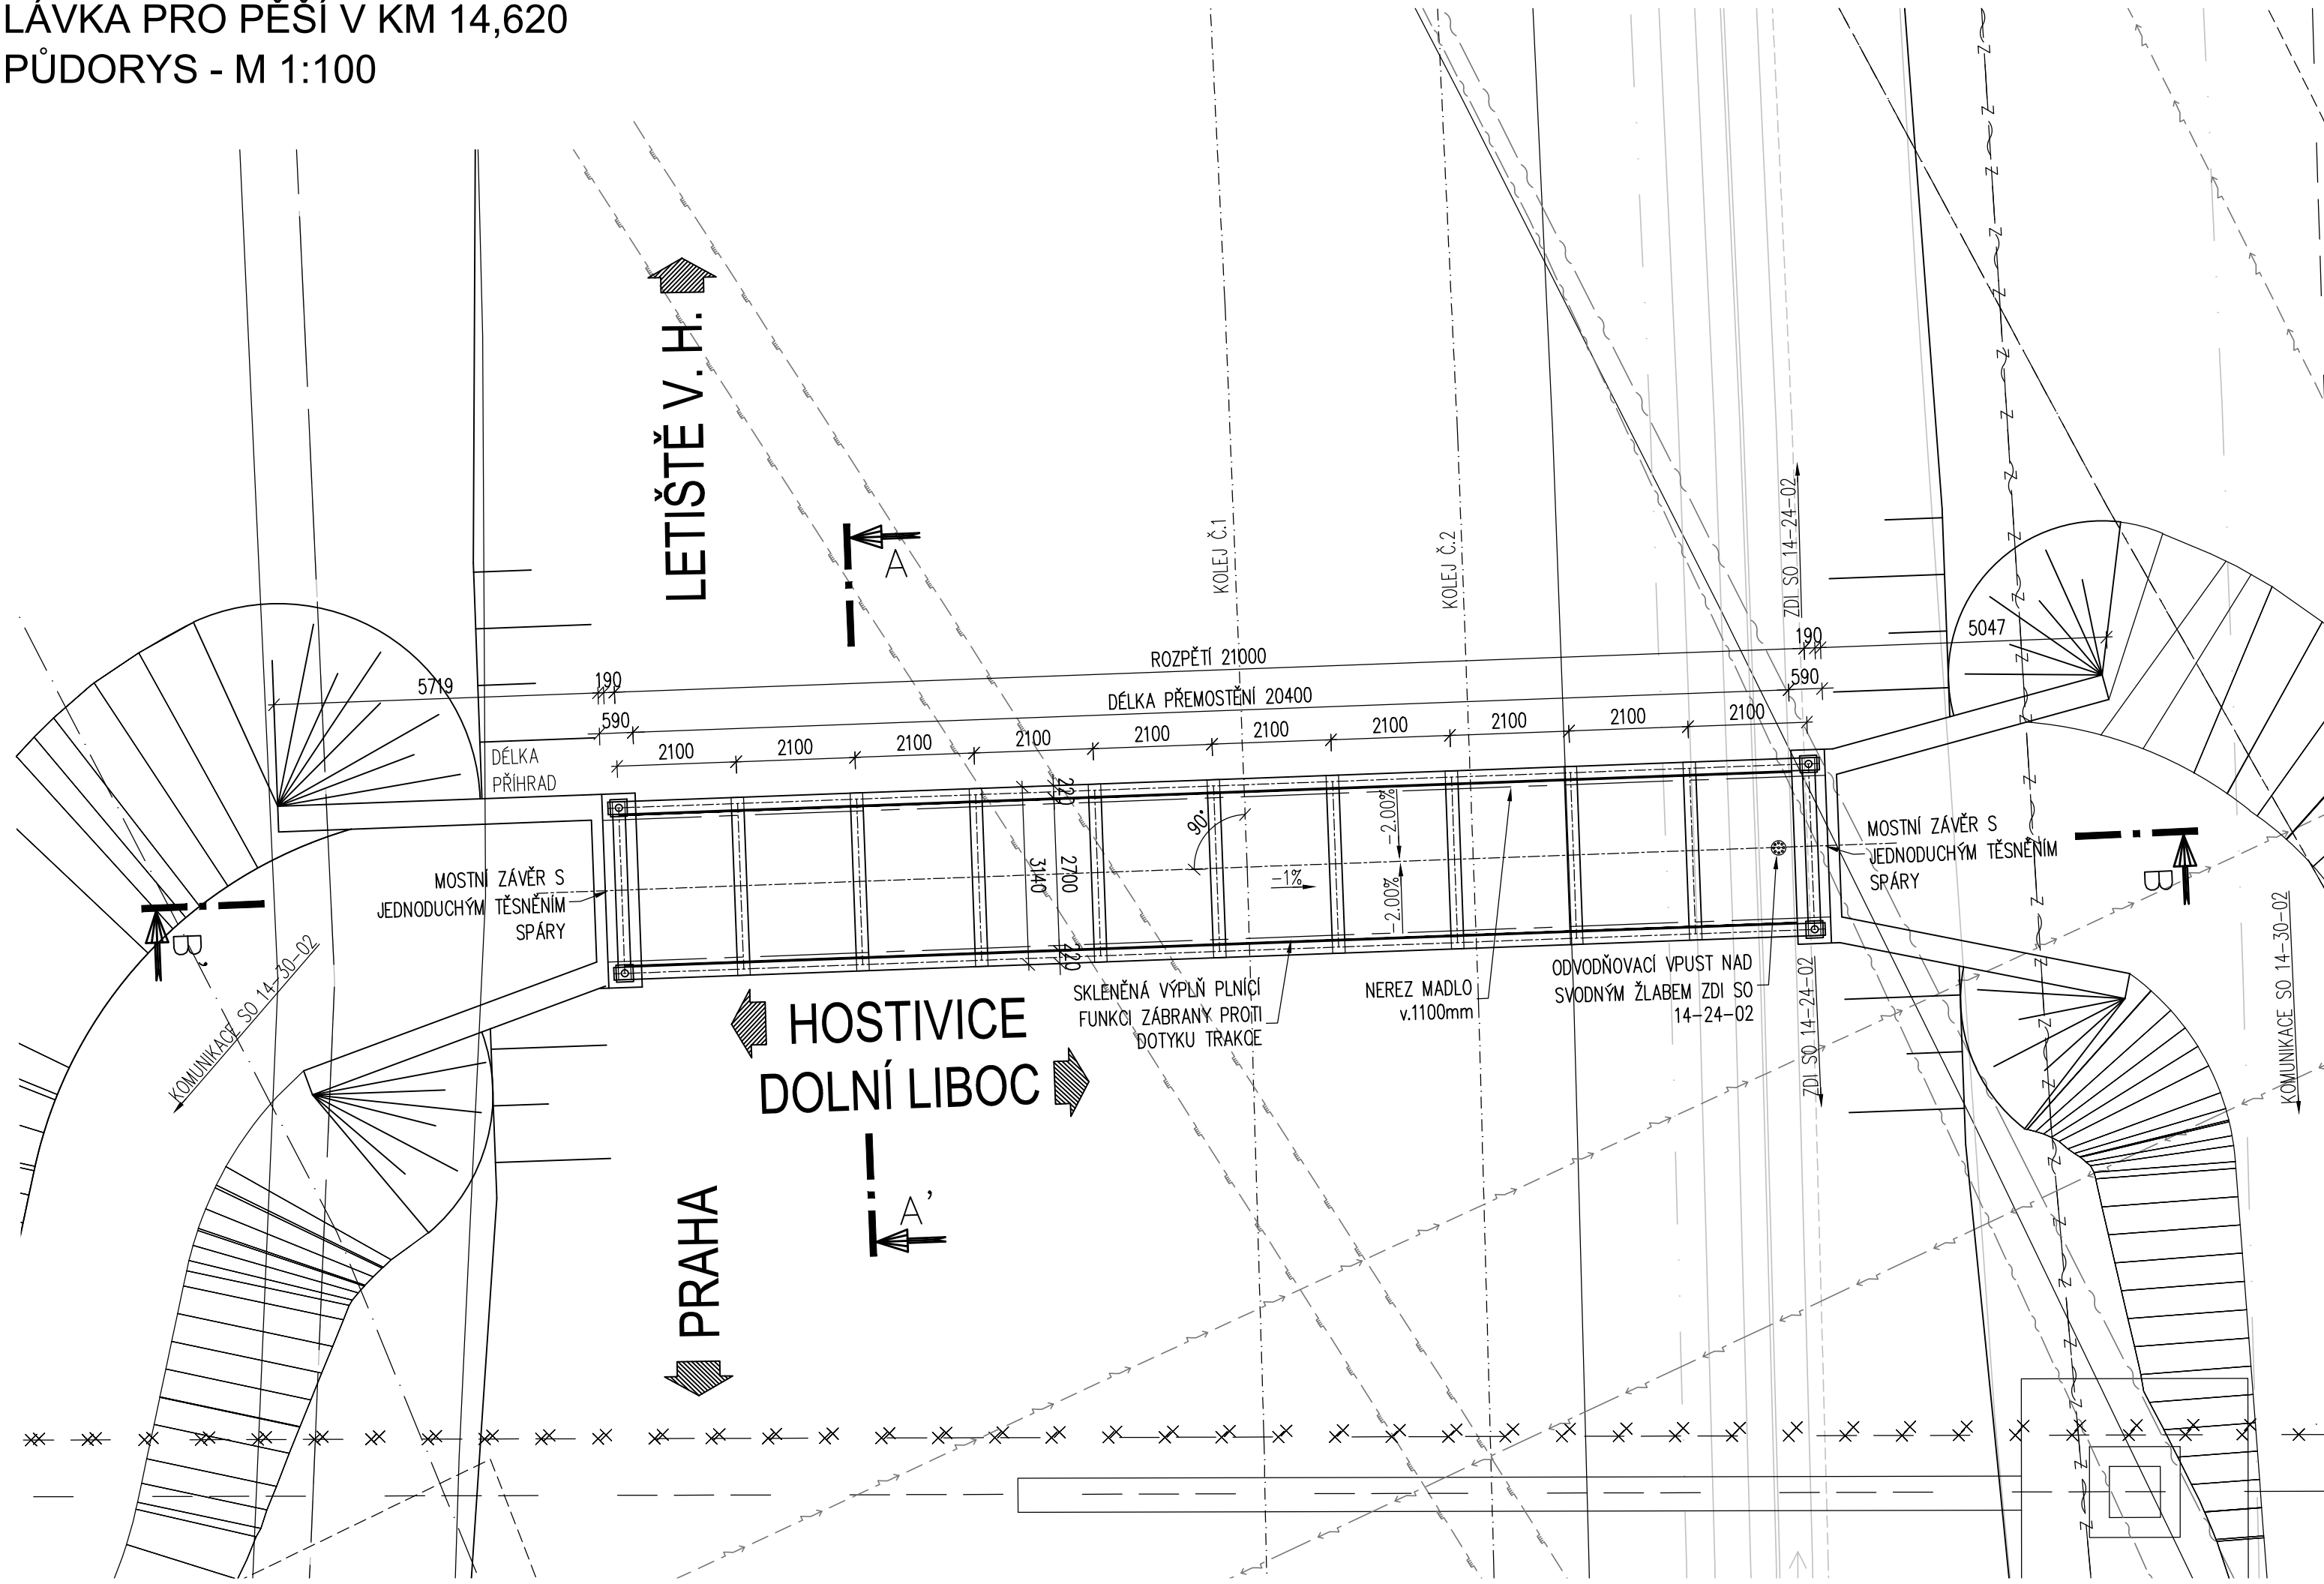 LÁVKA PRO PĚŠÍ V KM 14,620
PŮDORYS - M 1:100
LETIŠTĚ V. H.
A
KOLEJ Č.1
KOLEJ Č.2
ZDI SO 14-24-02
5719
190
ROZPĚTÍ 21000
190
5047
590
DÉLKA PŘEMOSTĚNÍ 20400
590
DÉLKA
PŘÍHRAD
2100
2100
2100
2100
2100
2100
2100
2100
2100
2100
220
3140
2700
220
90°
-1%
-2.00%
-2.00%
MOSTNÍ ZÁVĚR S
JEDNODUCHÝM TĚSNĚNÍM
SPÁRY
MOSTNÍ ZÁVĚR S
JEDNODUCHÝM TĚSNĚNÍM
SPÁRY
B
B'
KOMUNIKACE SO 14-30-02
KOMUNIKACE SO 14-30-02
SKLENĚNÁ VÝPLŇ PLNÍCÍ
FUNKCI ZÁBRANY PROTI
DOTYKU TRAKCE
NEREZ MADLO
v.1100mm
ODVODŇOVACÍ VPUST NAD
SVODNÝM ŽLABEM ZDI SO
14-24-02
ZDI SO 14-24-02
HOSTIVICE
DOLNÍ LIBOC
A'
PRAHA